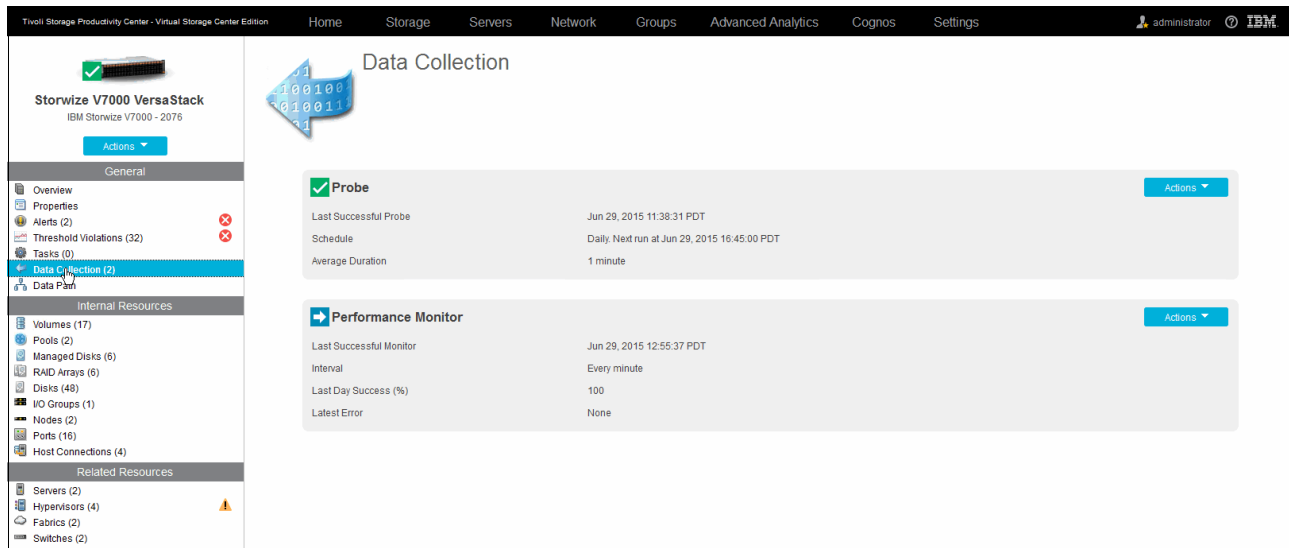 Tivoli Storage Productivity Center - Virtual Storage Center Edition Home Storage Servers Network Groups Advanced Analytics Cognos Settings administrator ? IBM
Storwize V7000 VersaStack
IBM Storwize V7000 - 2076
Actions
General
Overview
Properties
Alerts (2)
Threshold Violations (32)
Tasks (0)
Data Collection (2)
Data Path
Internal Resources
Volumes (17)
Pools (2)
Managed Disks (6)
RAID Arrays (6)
Disks (48)
I/O Groups (1)
Nodes (2)
Ports (16)
Host Connections (4)
Related Resources
Servers (2)
Hypervisors (4)
Fabrics (2)
Switches (2)
Data Collection
Probe Actions
Last Successful Probe Jun 29, 2015 11:38:31 PDT
Schedule Daily. Next run at Jun 29, 2015 16:45:00 PDT
Average Duration 1 minute
Performance Monitor Actions
Last Successful Monitor Jun 29, 2015 12:55:37 PDT
Interval Every minute
Last Day Success (%) 100
Latest Error None